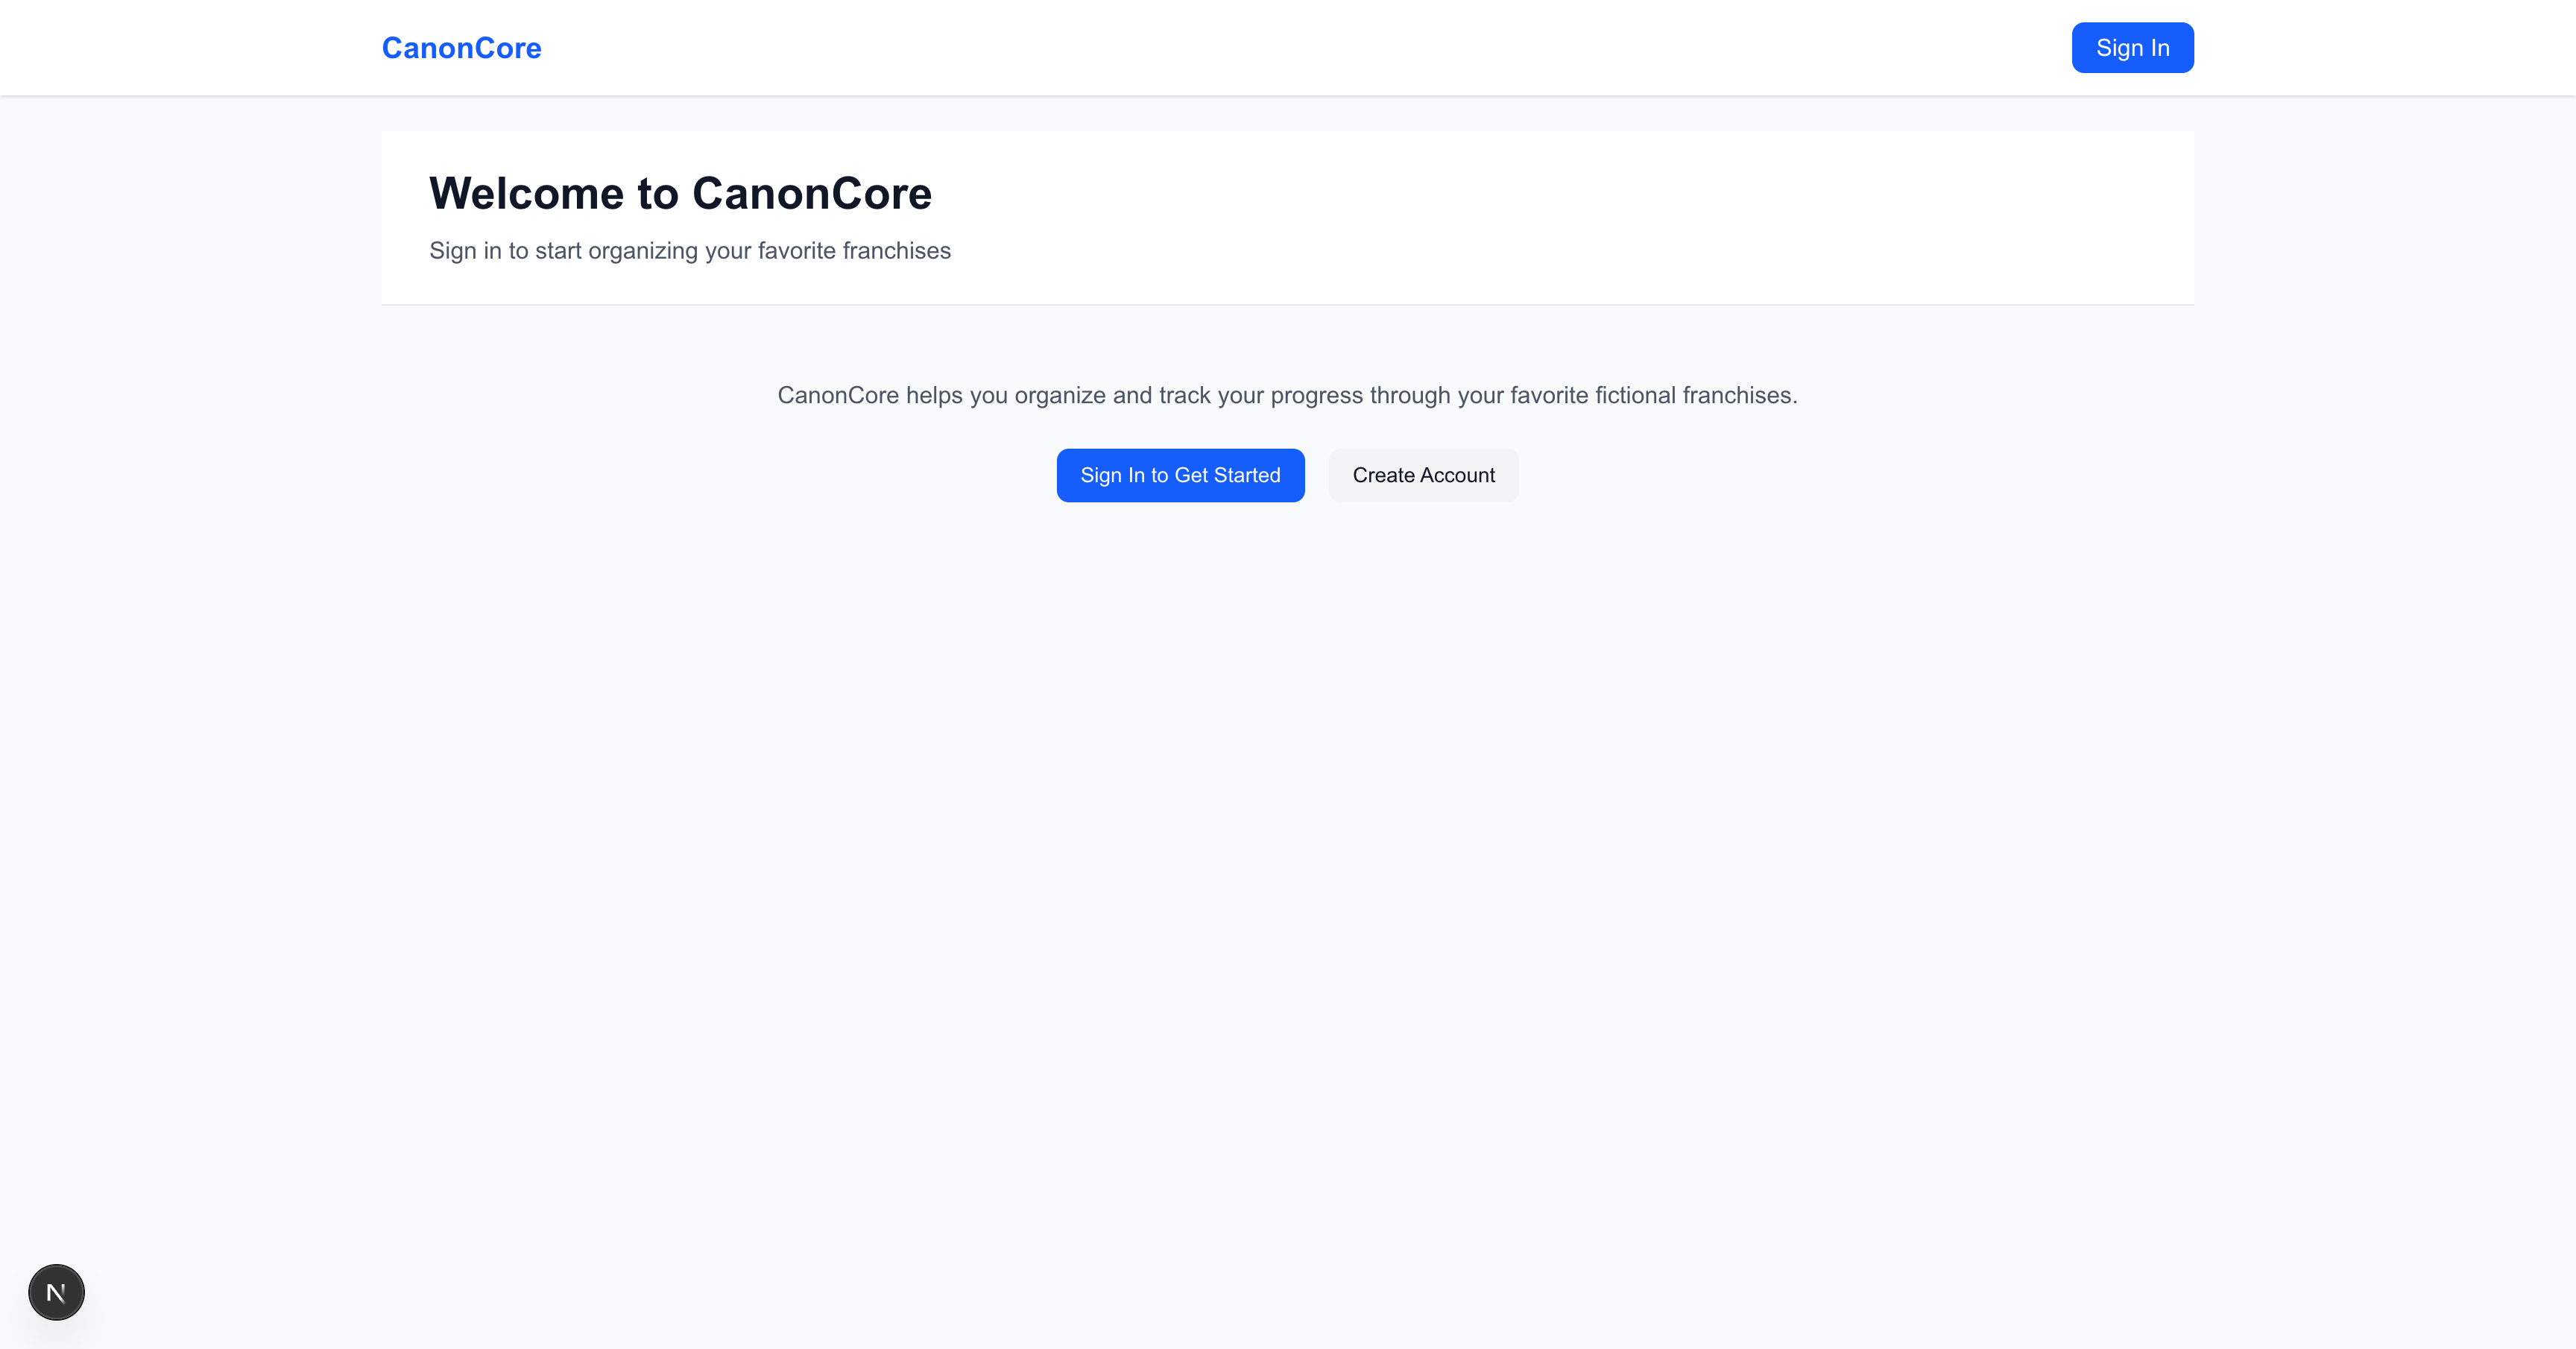 CanonCore
Sign In
Welcome to CanonCore
Sign in to start organizing your favorite franchises
CanonCore helps you organize and track your progress through your favorite fictional franchises.
Sign In to Get Started
Create Account
N